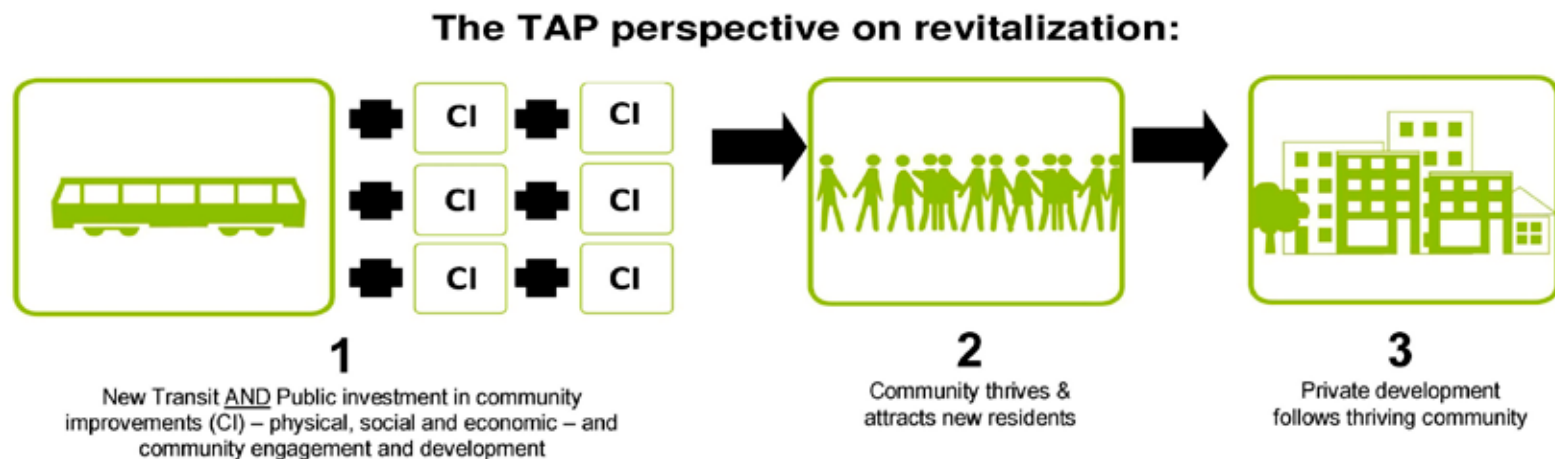 The TAP perspective on revitalization:
CI CI
CI CI
CI CI
1
New Transit AND Public investment in community
improvements (CI) – physical, social and economic – and
community engagement and development
2
Community thrives &
attracts new residents
3
Private development
follows thriving community